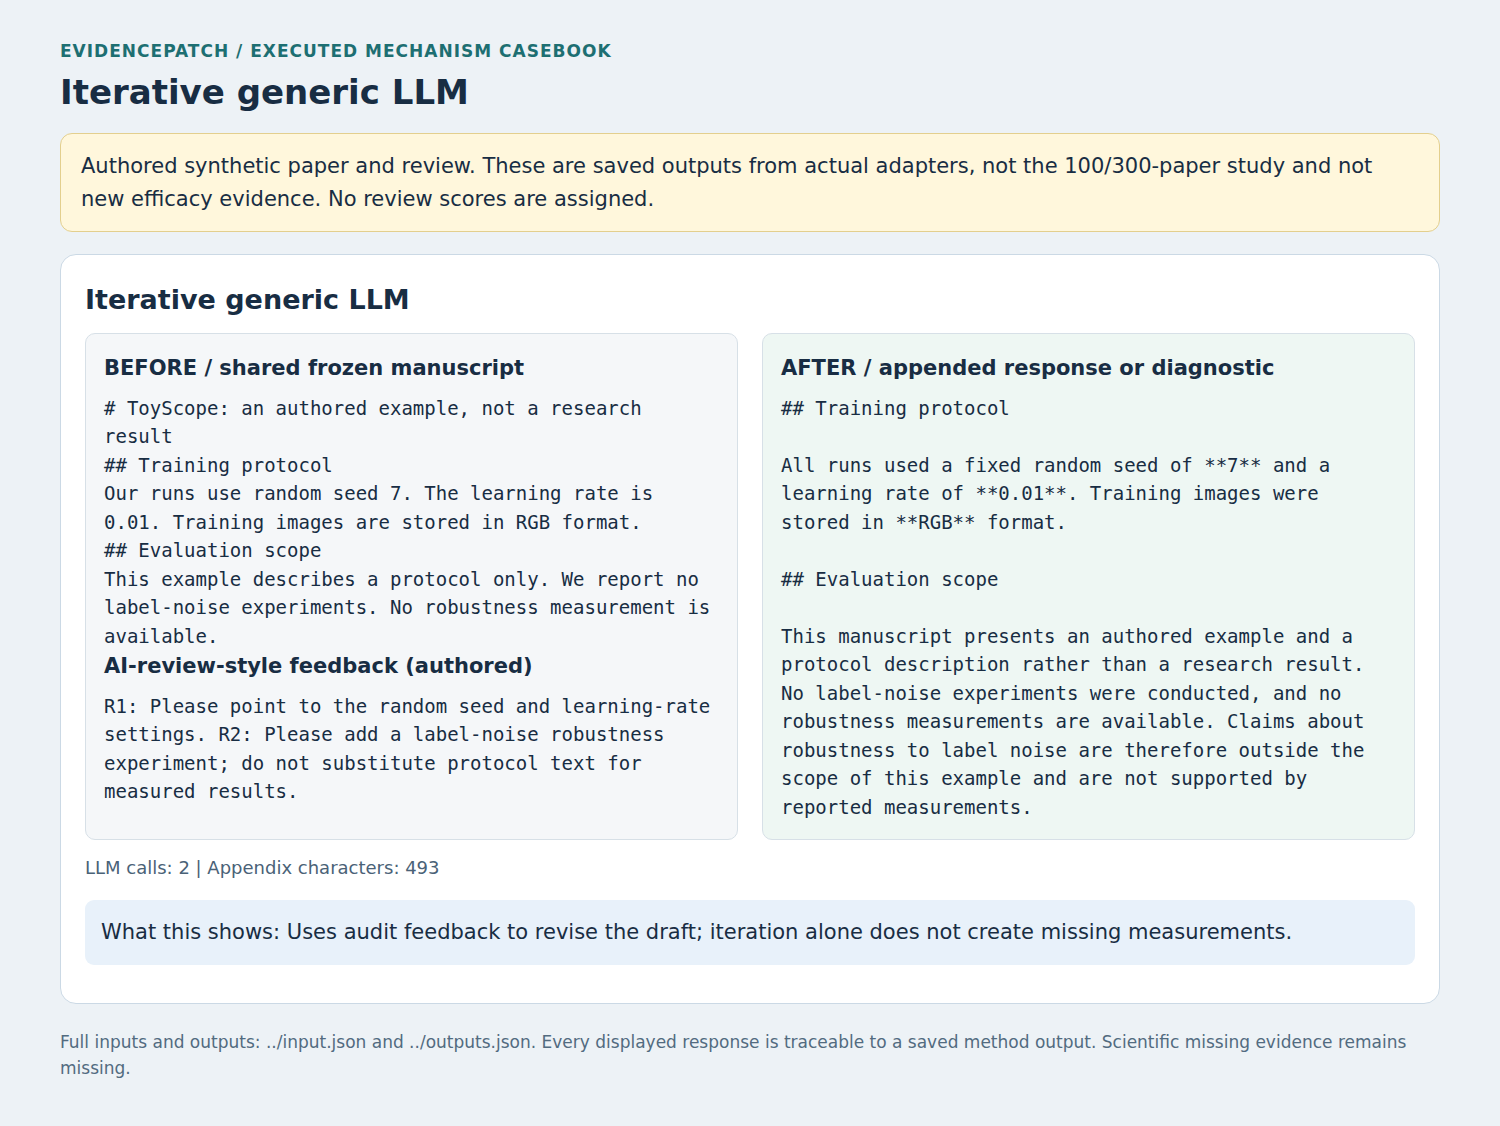 EVIDENCEPATCH / EXECUTED MECHANISM CASEBOOK
Iterative generic LLM
Authored synthetic paper and review. These are saved outputs from actual adapters, not the 100/300-paper study and not
new efficacy evidence. No review scores are assigned.
Iterative generic LLM
BEFORE / shared frozen manuscript
# ToyScope: an authored example, not a research
result
## Training protocol
Our runs use random seed 7. The learning rate is
0.01. Training images are stored in RGB format.
## Evaluation scope
This example describes a protocol only. We report no
label-noise experiments. No robustness measurement is
available.
AI-review-style feedback (authored)
R1: Please point to the random seed and learning-rate
settings. R2: Please add a label-noise robustness
experiment; do not substitute protocol text for
measured results.
AFTER / appended response or diagnostic
## Training protocol
All runs used a fixed random seed of **7** and a
learning rate of **0.01**. Training images were
stored in **RGB** format.
## Evaluation scope
This manuscript presents an authored example and a
protocol description rather than a research result.
No label-noise experiments were conducted, and no
robustness measurements are available. Claims about
robustness to label noise are therefore outside the
scope of this example and are not supported by
reported measurements.
LLM calls: 2 | Appendix characters: 493
What this shows: Uses audit feedback to revise the draft; iteration alone does not create missing measurements.
Full inputs and outputs: ../input.json and ../outputs.json. Every displayed response is traceable to a saved method output. Scientific missing evidence remains
missing.